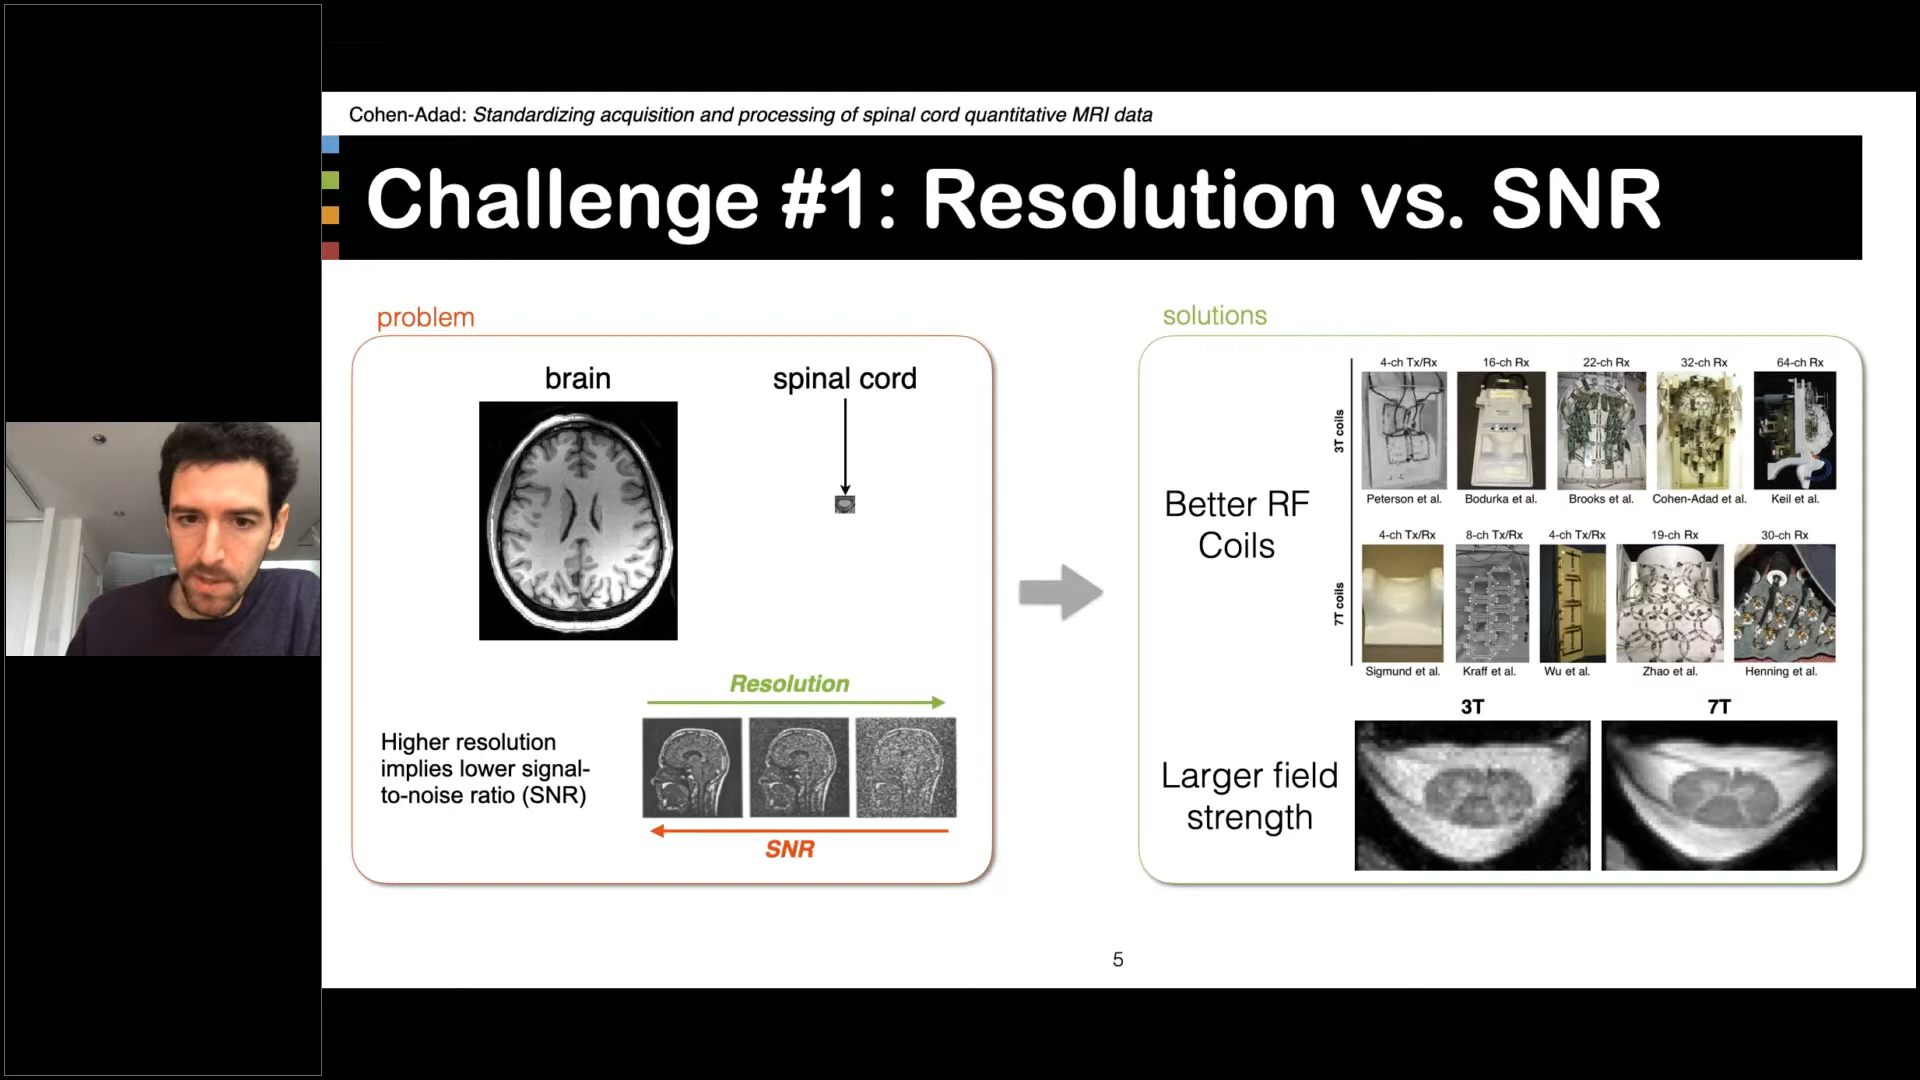 Cohen-Adad: Standardizing acquisition and processing of spinal cord quantitative MRI data
Challenge #1: Resolution vs. SNR
problem
brain
spinal cord
Resolution
Higher resolution
implies lower signal-
to-noise ratio (SNR)
SNR
solutions
Better RF
Coils
3T coils
4-ch Tx/Rx
16-ch Rx
22-ch Rx
32-ch Rx
64-ch Rx
Peterson et al.
Bodurka et al.
Brooks et al.
Cohen-Adad et al.
Keil et al.
7T coils
4-ch Tx/Rx
8-ch Tx/Rx
4-ch Tx/Rx
19-ch Rx
30-ch Rx
Sigmund et al.
Kraff et al.
Wu et al.
Zhao et al.
Henning et al.
3T
7T
Larger field
strength
5